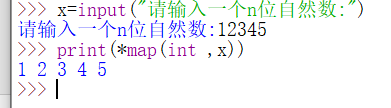 >>> x=input("请输入一个n位自然数:")
请输入一个n位自然数:12345
>>> print(*map(int ,x))
1 2 3 4 5
>>>